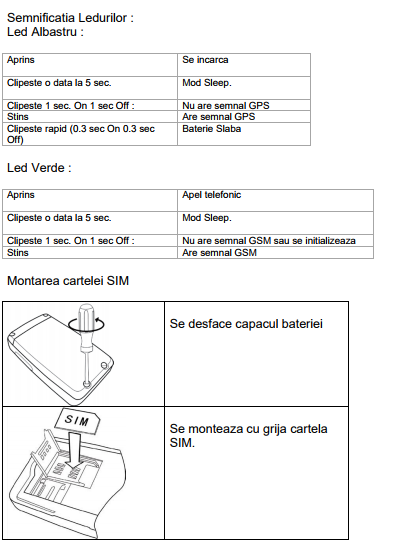 Semnificatia Ledurilor :
Led Albastru :
Aprins Se incarca
Clipeste o data la 5 sec. Mod Sleep.
Clipeste 1 sec. On 1 sec Off : Nu are semnal GPS
Stins Are semnal GPS
Clipeste rapid (0.3 sec On 0.3 sec Baterie Slaba
Off)
Led Verde :
Aprins Apel telefonic
Clipeste o data la 5 sec. Mod Sleep.
Clipeste 1 sec. On 1 sec Off : Nu are semnal GSM sau se initializeaza
Stins Are semnal GSM
Montarea cartelei SIM
Se desface capacul bateriei
SIM
Se monteaza cu grija cartela
SIM.